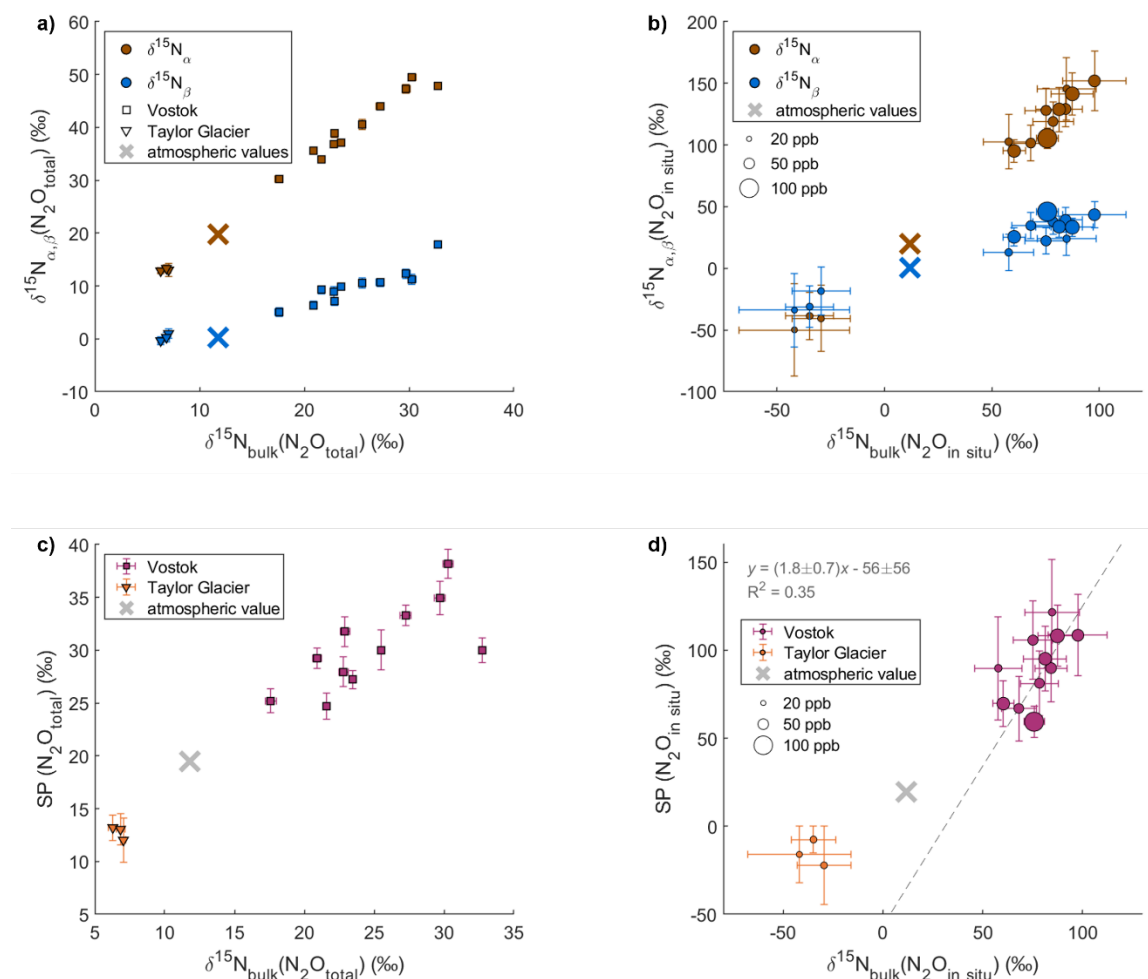 a)
60
50
40
30
20
10
0
-10
δ¹⁵Nα,β(N₂Ototal) (‰)
δ¹⁵Nα
δ¹⁵Nβ
Vostok
Taylor Glacier
atmospheric values
0 10 20 30 40
δ¹⁵Nbulk(N₂Ototal) (‰)
b)
200
150
100
50
0
-50
-100
δ¹⁵Nα,β(N₂Oin situ) (‰)
δ¹⁵Nα
δ¹⁵Nβ
atmospheric values
20 ppb
50 ppb
100 ppb
-50 0 50 100
δ¹⁵Nbulk(N₂Oin situ) (‰)
c)
40
35
30
25
20
15
10
5
SP (N₂Ototal) (‰)
Vostok
Taylor Glacier
atmospheric value
5 10 15 20 25 30 35
δ¹⁵Nbulk(N₂Ototal) (‰)
d)
150
100
50
0
-50
SP (N₂Oin situ) (‰)
y = (1.8±0.7)x - 56±56
R² = 0.35
Vostok
Taylor Glacier
atmospheric value
20 ppb
50 ppb
100 ppb
-50 0 50 100
δ¹⁵Nbulk(N₂Oin situ) (‰)